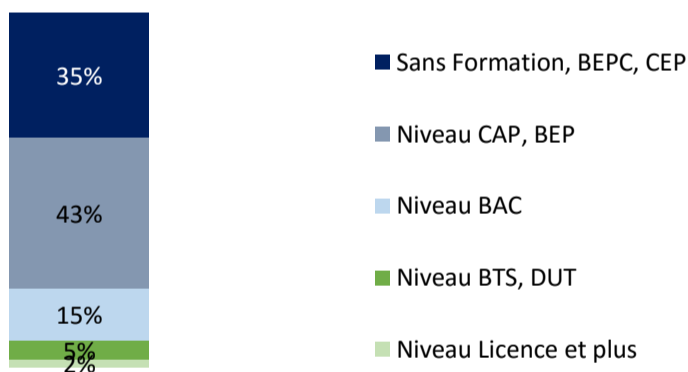 35%
43%
15%
5%
2%
Sans Formation, BEPC, CEP
Niveau CAP, BEP
Niveau BAC
Niveau BTS, DUT
Niveau Licence et plus